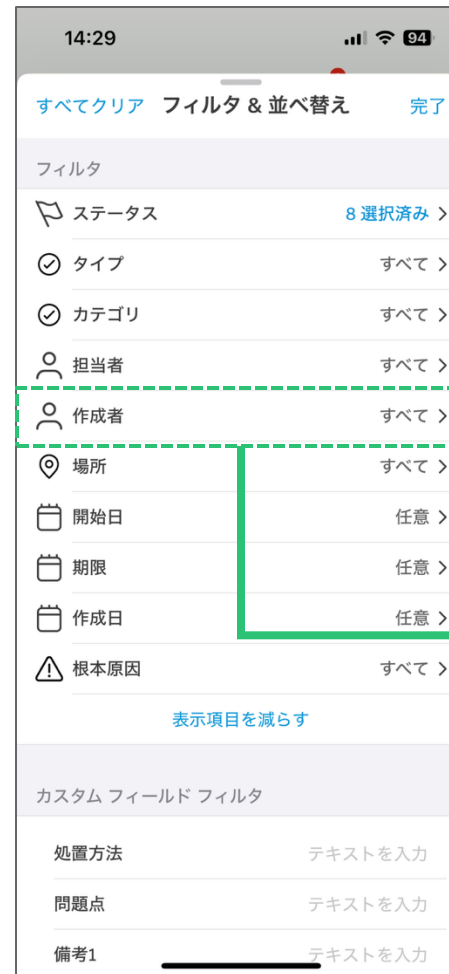 14:29 94
すべてクリア フィルタ & 並べ替え 完了
フィルタ
ステータス 8 選択済み
タイプ すべて
カテゴリ すべて
担当者 すべて
作成者 すべて
場所 すべて
開始日 任意
期限 任意
作成日 任意
根本原因 すべて
表示項目を減らす
カスタム フィールド フィルタ
処置方法 テキストを入力
問題点 テキストを入力
備考1 テキストを入力